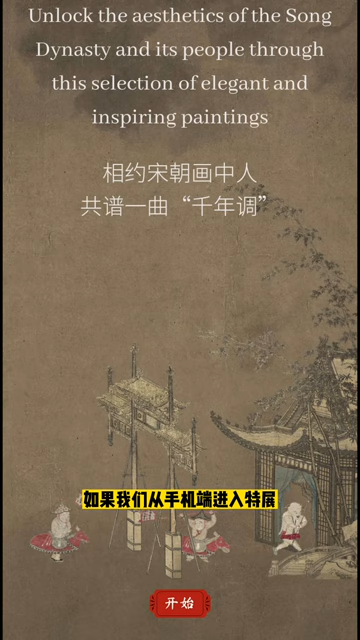 Unlock the aesthetics of the Song
Dynasty and its people through
this selection of elegant and
inspiring paintings
相约宋朝画中人
共谱一曲“千年调”
如果我们从手机端进入特展
开始